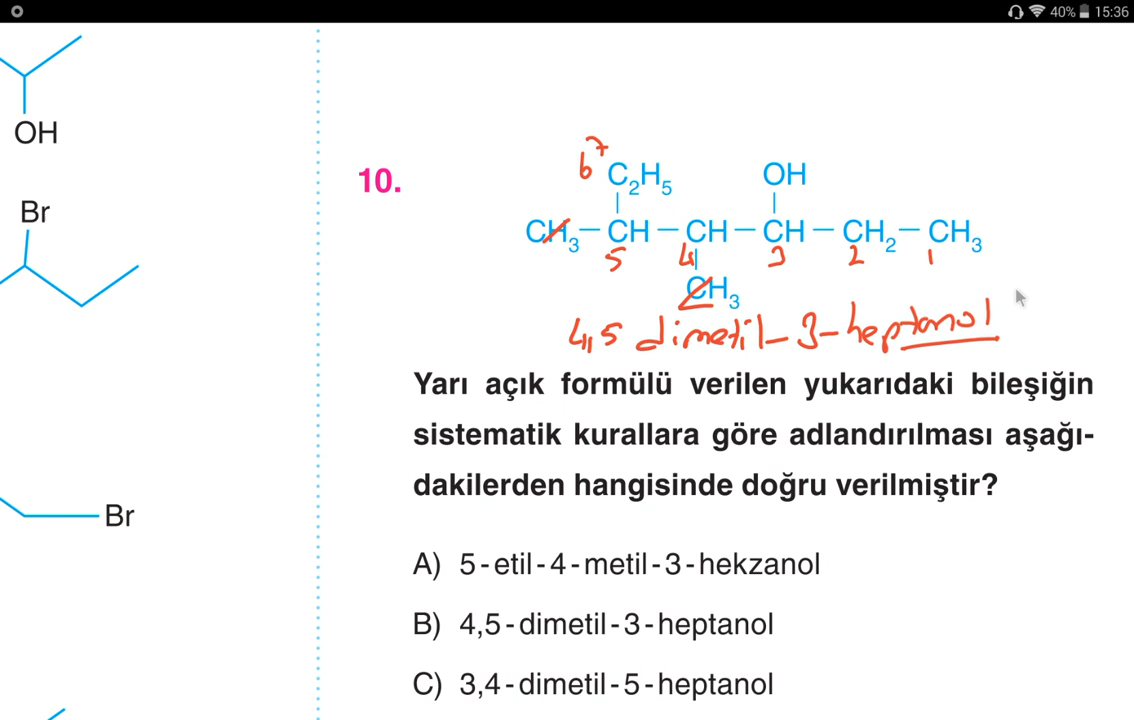 40% 15:36
OH
Br
Br
10.
6 7 C₂H₅ OH
CH₃ – CH – CH – CH – CH₂ – CH₃
5 4 3 2 1
CH₃
4,5 dimetil-3-heptanol
Yarı açık formülü verilen yukarıdaki bileşiğin
sistematik kurallara göre adlandırılması aşağı-
dakilerden hangisinde doğru verilmiştir?
A) 5-etil-4-metil-3-hekzanol
B) 4,5-dimetil-3-heptanol
C) 3,4-dimetil-5-heptanol